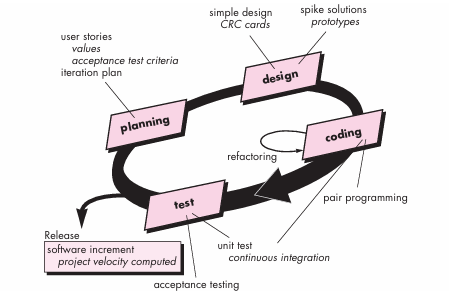 simple design
CRC cards
spike solutions
prototypes
user stories
values
acceptance test criteria
iteration plan
design
planning
coding
refactoring
test
pair programming
Release
software increment
project velocity computed
unit test
continuous integration
acceptance testing